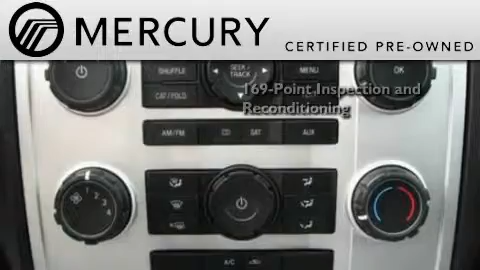 MERCURY
CERTIFIED PRE-OWNED
SEEK /
TRACK
SHUFFLE
MENU
OK
CAT/FOLD
169-Point Inspection and
Reconditioning
AM/FM
CD
SAT
AUX
1
2
3
4
A/C